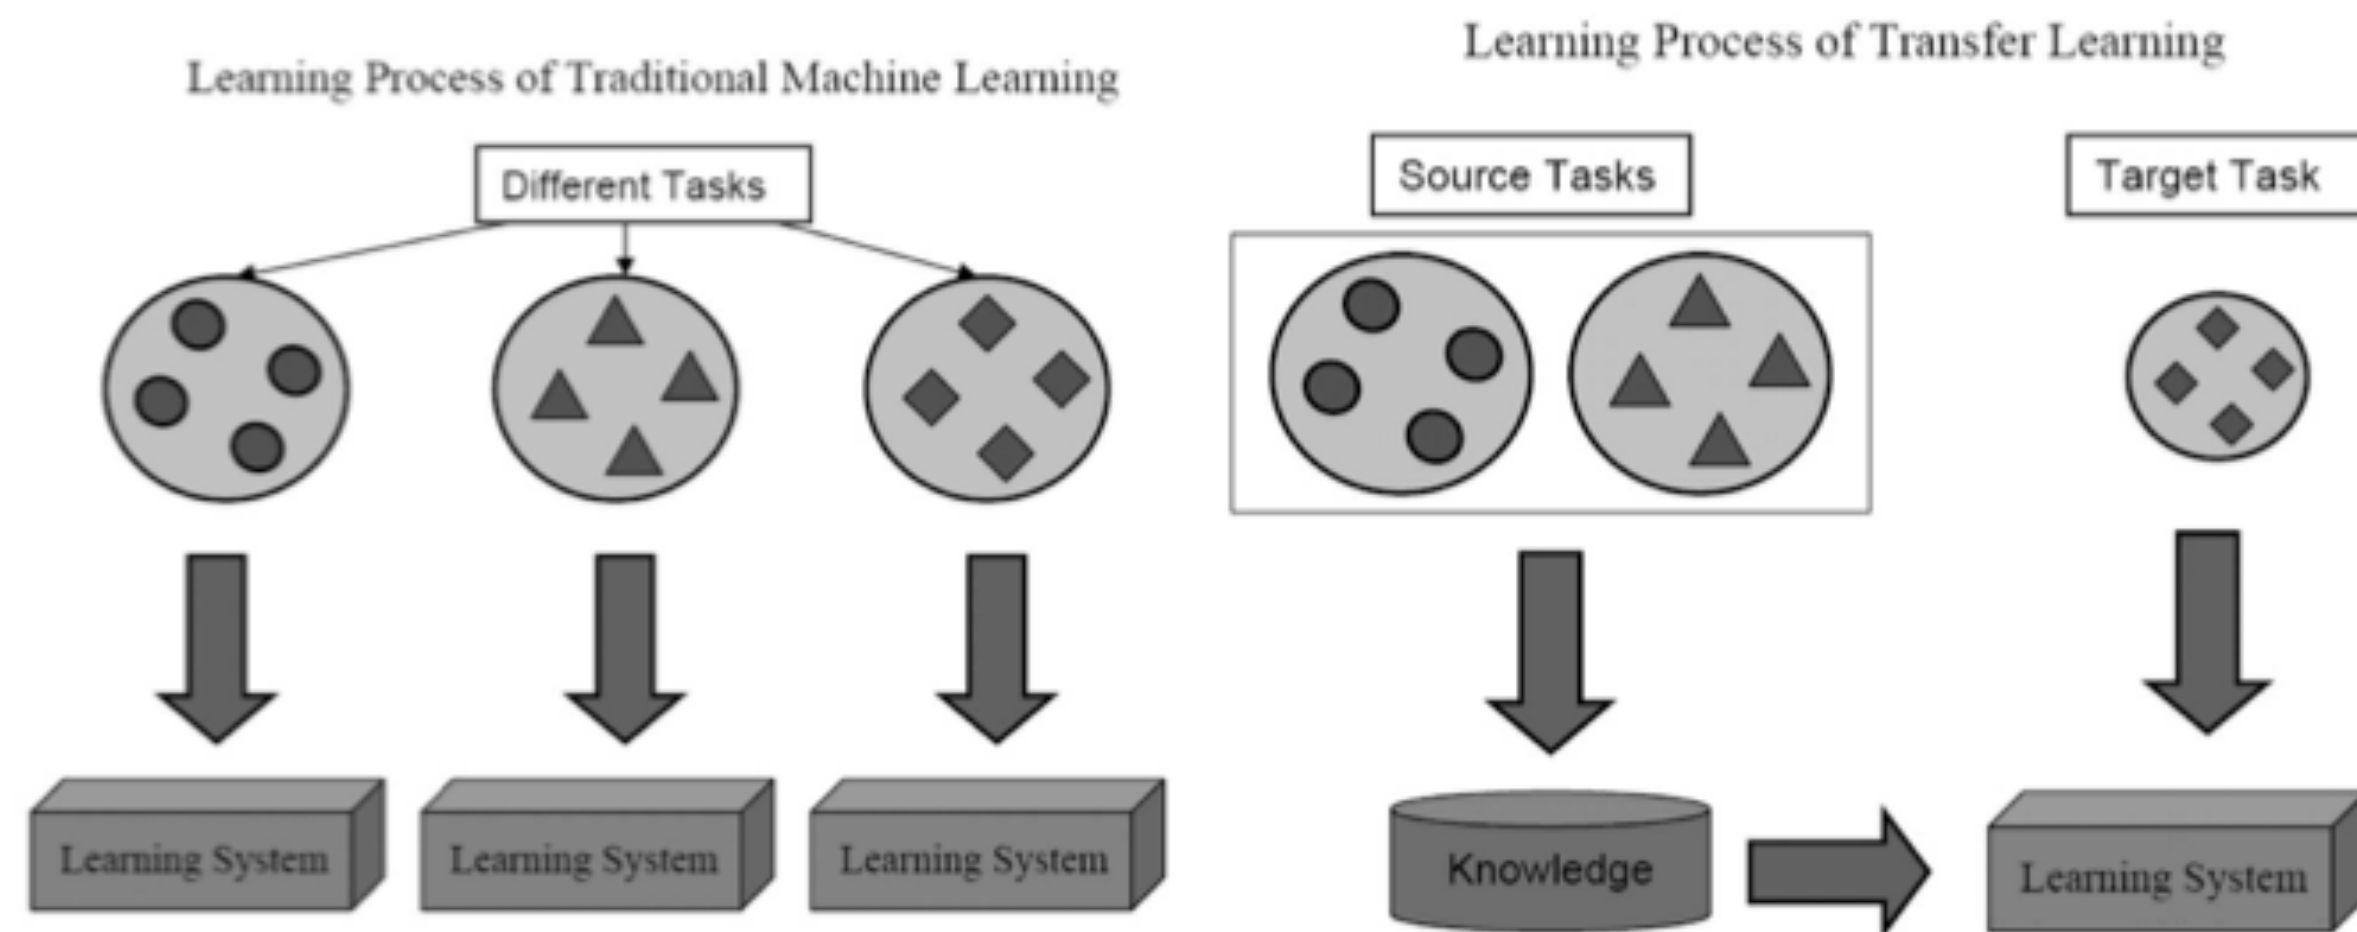 Learning Process of Traditional Machine Learning
Different Tasks
Learning System
Learning System
Learning System
Learning Process of Transfer Learning
Source Tasks
Target Task
Knowledge
Learning System